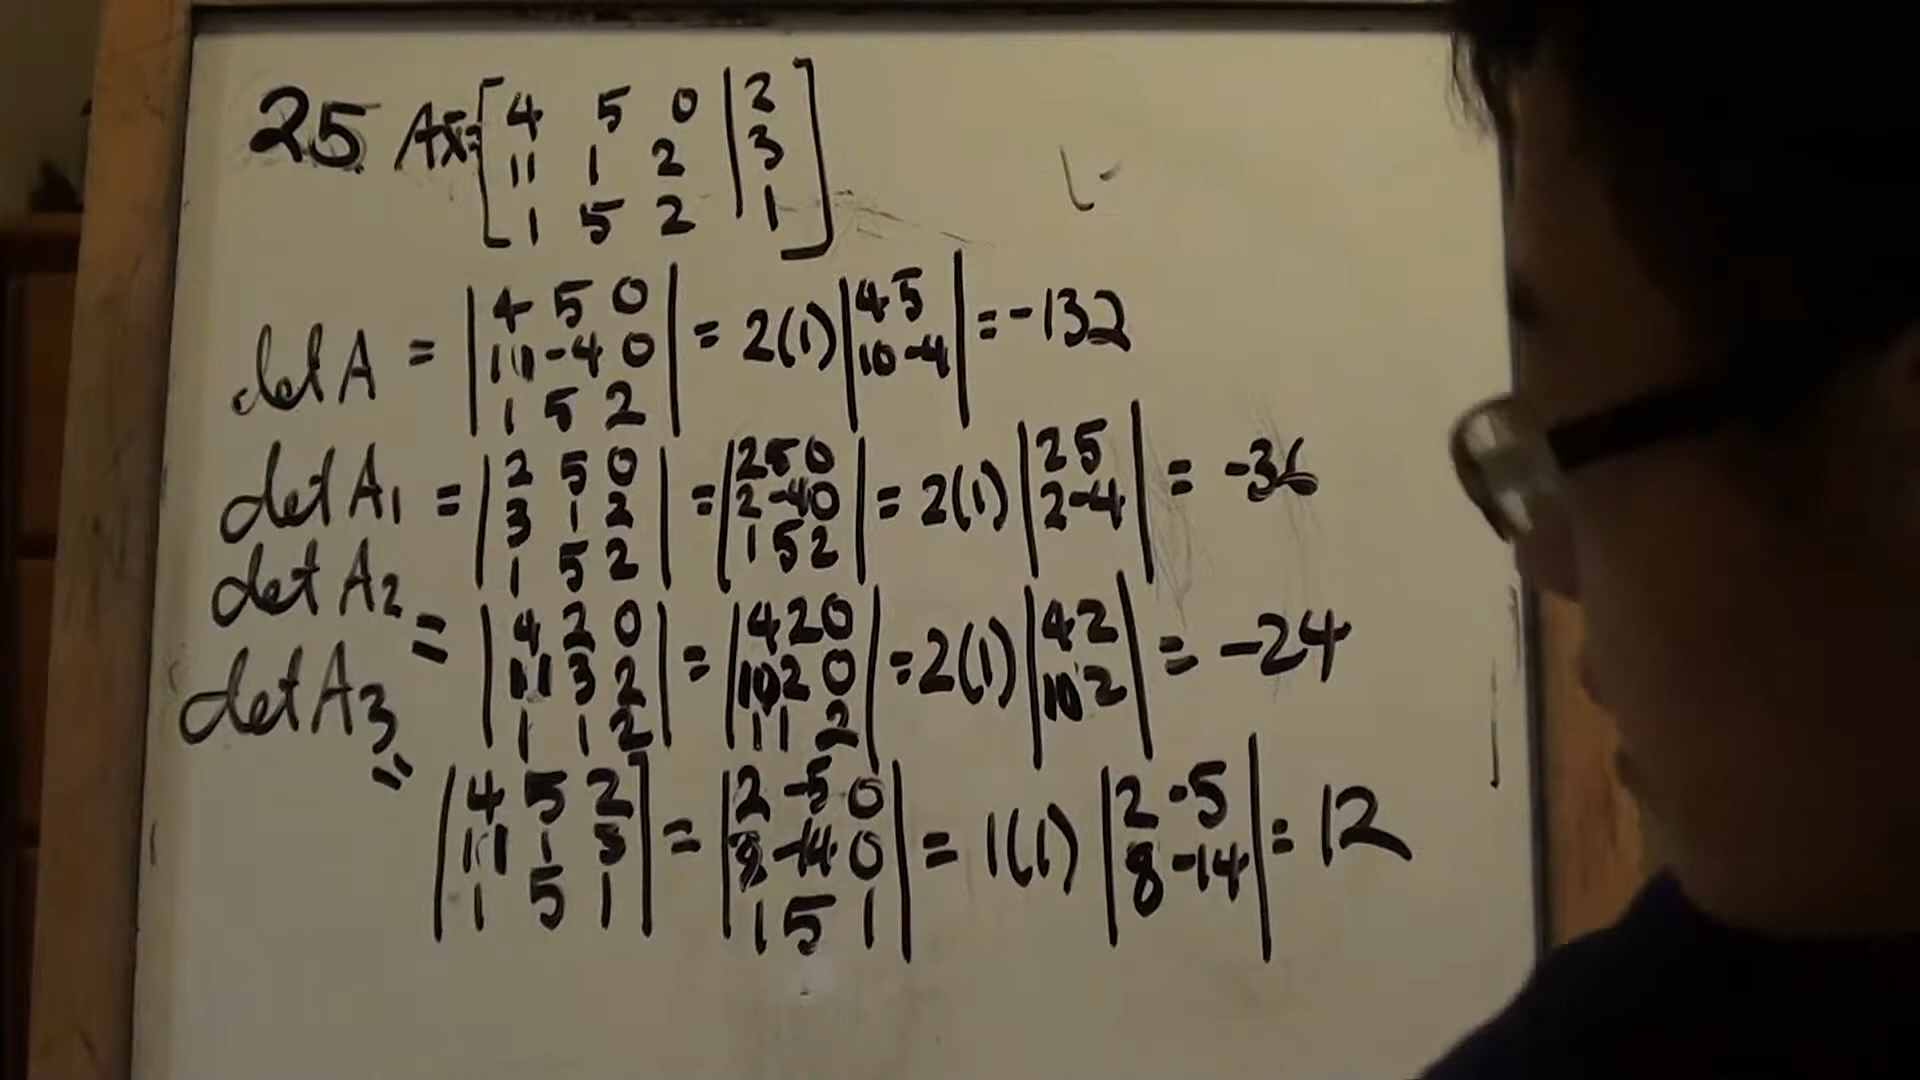 25 Ax= [ 4 5 0 | 2
11 1 2 | 3
1 5 2 | 1 ]
det A = | 4 5 0 | = 2(1) | 4 5 | = -132
10 -4 0 10 -4
1 5 2
det A1 = | 2 5 0 | = | 2 5 0 | = 2(1) | 2 5 | = -36
3 1 2 2 -4 0 2 -4
1 5 2 1 5 2
det A2 = | 4 2 0 | = | 4 2 0 | = 2(1) | 4 2 | = -24
11 3 2 10 2 0 10 2
1 1 2 1 1 2
det A3 = | 4 5 2 | = | 2 -5 0 | = 1(1) | 2 -5 | = 12
11 1 3 8 -14 0 8 -14
1 5 1 1 5 1